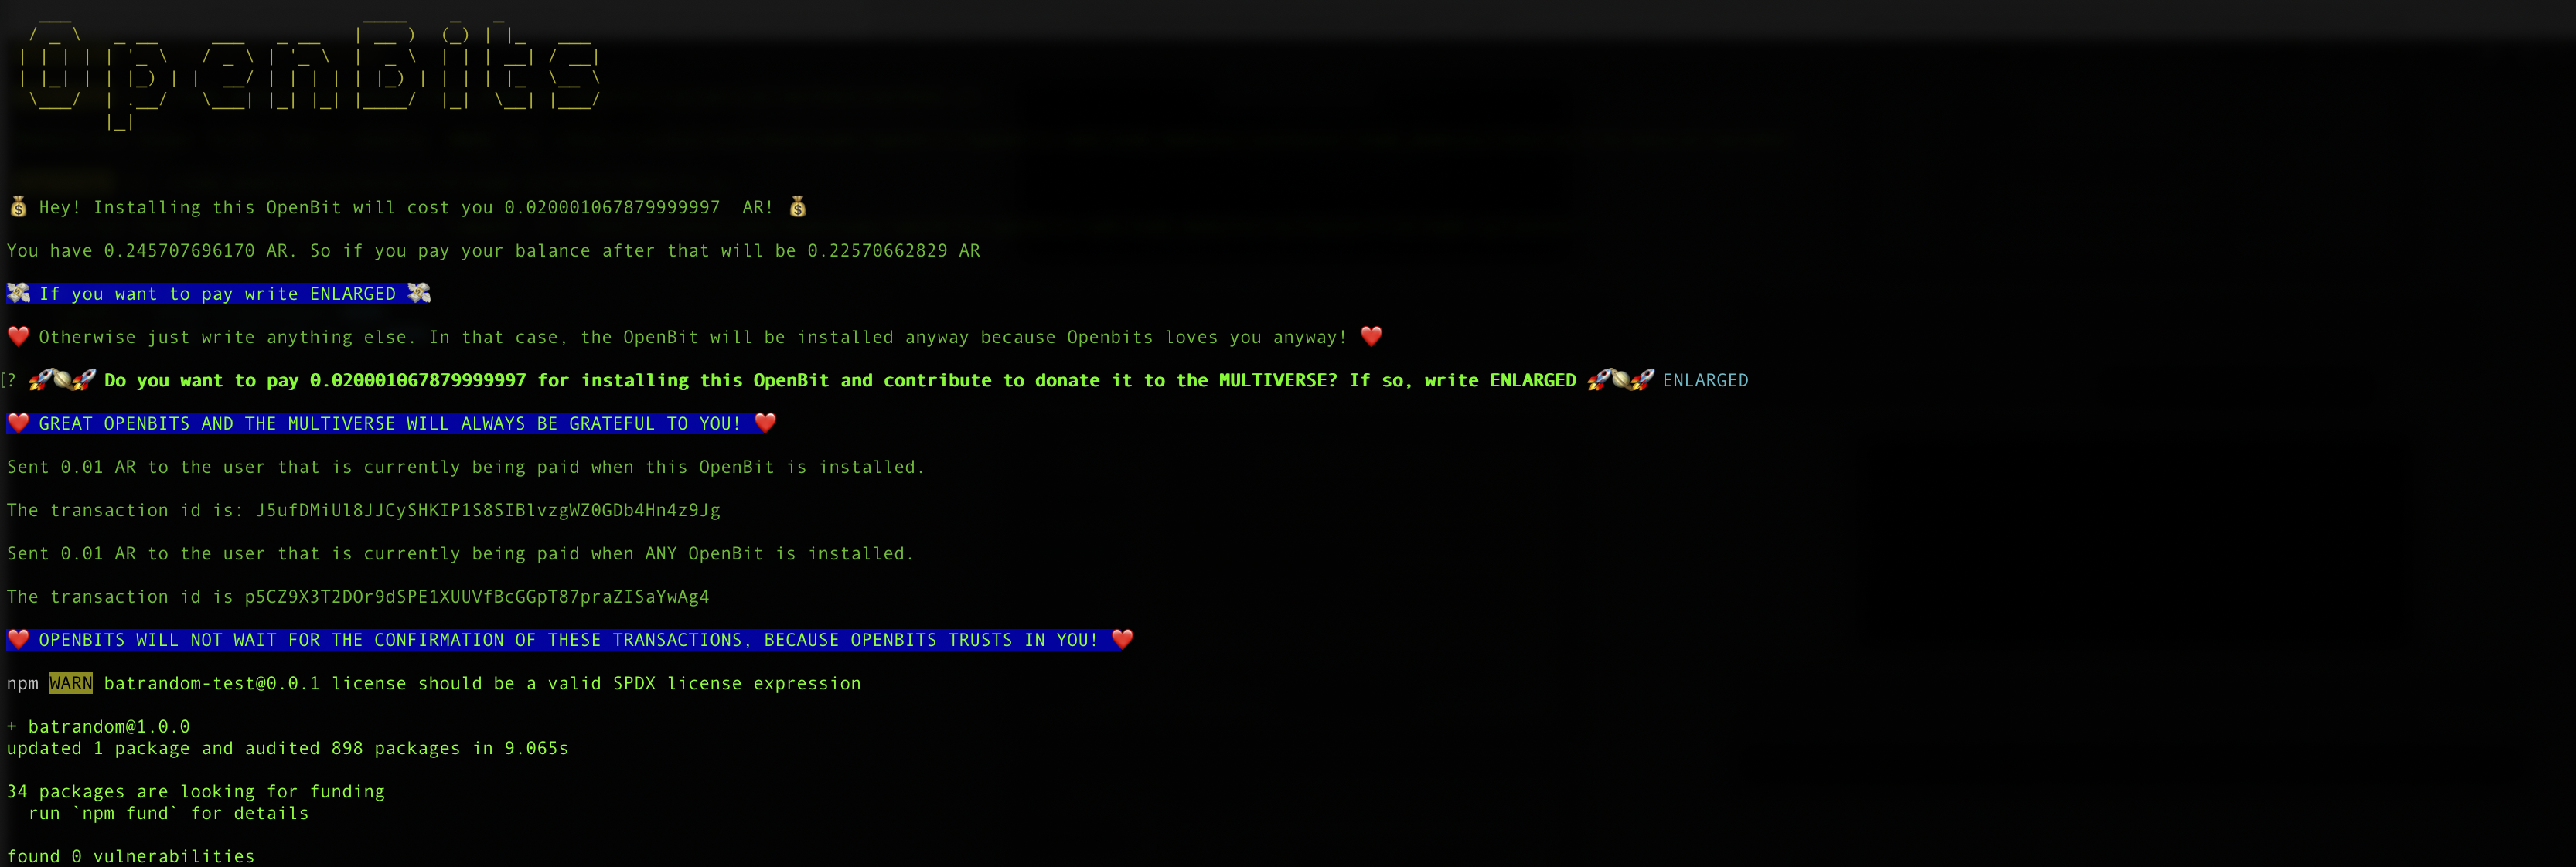 OpenBits
💰 Hey! Installing this OpenBit will cost you 0.020001067879999997  AR! 💰
You have 0.245707696170 AR. So if you pay your balance after that will be 0.22570662829 AR
💸 If you want to pay write ENLARGED 💸
❤️ Otherwise just write anything else. In that case, the OpenBit will be installed anyway because Openbits loves you anyway! ❤️
[? 🚀🪐🚀 Do you want to pay 0.020001067879999997 for installing this OpenBit and contribute to donate it to the MULTIVERSE? If so, write ENLARGED 🚀🪐🚀 ENLARGED
❤️ GREAT OPENBITS AND THE MULTIVERSE WILL ALWAYS BE GRATEFUL TO YOU! ❤️
Sent 0.01 AR to the user that is currently being paid when this OpenBit is installed.
The transaction id is: J5ufDMiUl8JJCySHKIP1S8SIBlvzgWZ0GDb4Hn4z9Jg
Sent 0.01 AR to the user that is currently being paid when ANY OpenBit is installed.
The transaction id is p5CZ9X3T2DOr9dSPE1XUUVfBcGGpT87praZISaYwAg4
❤️ OPENBITS WILL NOT WAIT FOR THE CONFIRMATION OF THESE TRANSACTIONS, BECAUSE OPENBITS TRUSTS IN YOU! ❤️
npm WARN batrandom-test@0.0.1 license should be a valid SPDX license expression
+ batrandom@1.0.0
updated 1 package and audited 898 packages in 9.065s
34 packages are looking for funding
  run `npm fund` for details
found 0 vulnerabilities